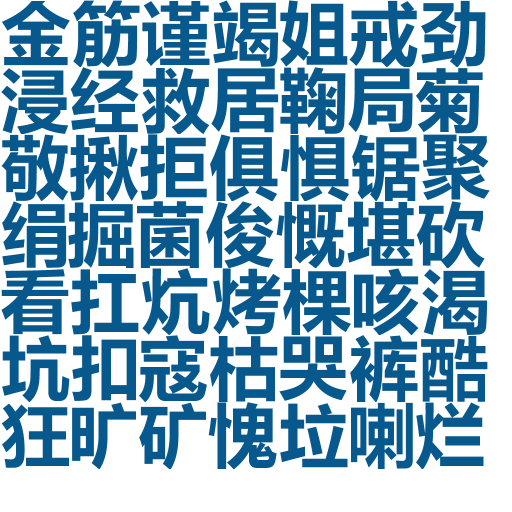 金筋谨竭姐戒劲
浸经救居鞠局菊
敬揪拒俱惧锯聚
绢掘菌俊慨堪砍
看扛炕烤棵咳渴
坑扣寇枯哭裤酷
狂旷矿愧垃喇烂